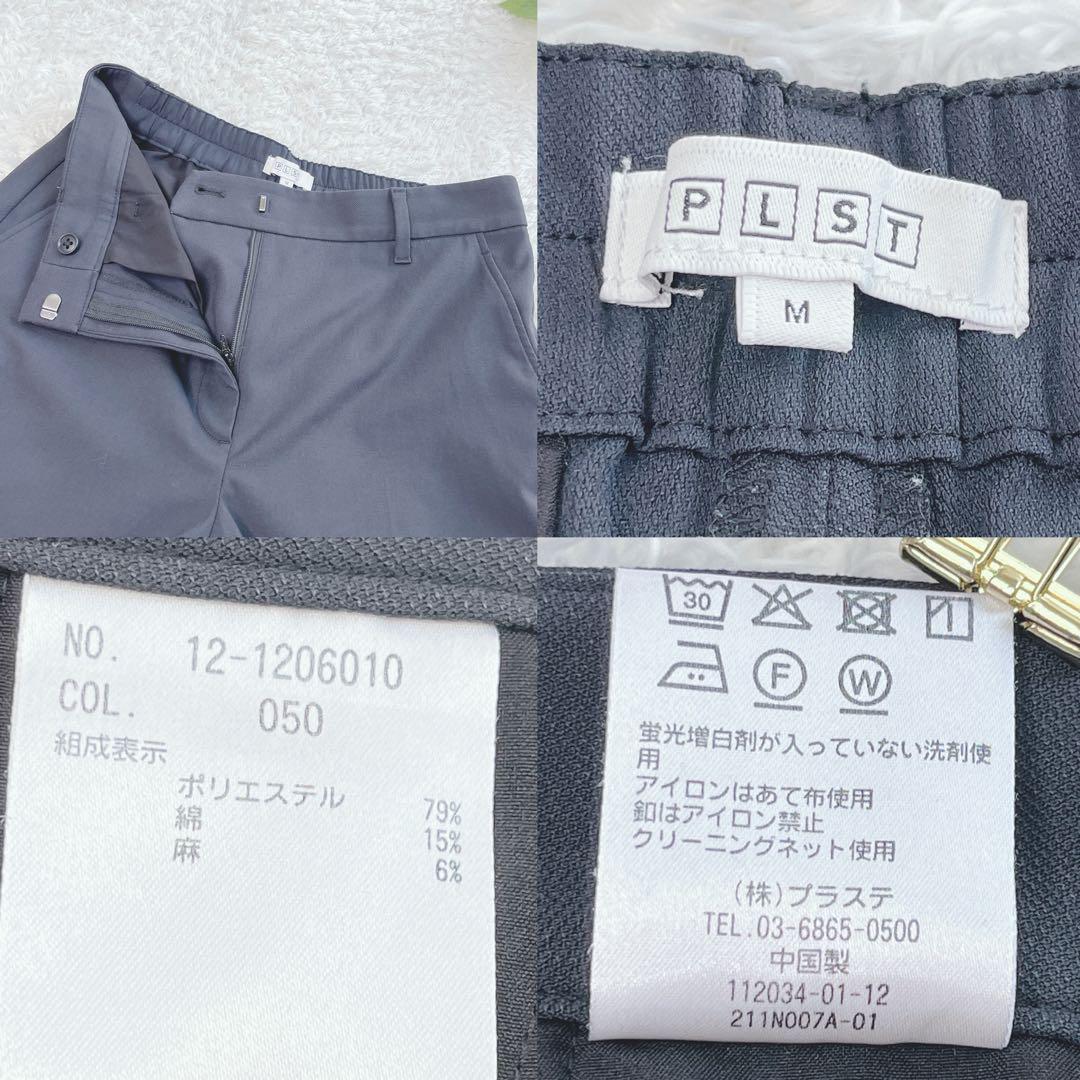 PLST
M
NO. 12-1206010
COL. 050
組成表示
ポリエステル 79%
綿 15%
麻 6%
30
F W
蛍光増白剤が入っていない洗剤使
用
アイロンはあて布使用
釦はアイロン禁止
クリーニングネット使用
(株)プラステ
TEL.03-6865-0500
中国製
112034-01-12
211N007A-01